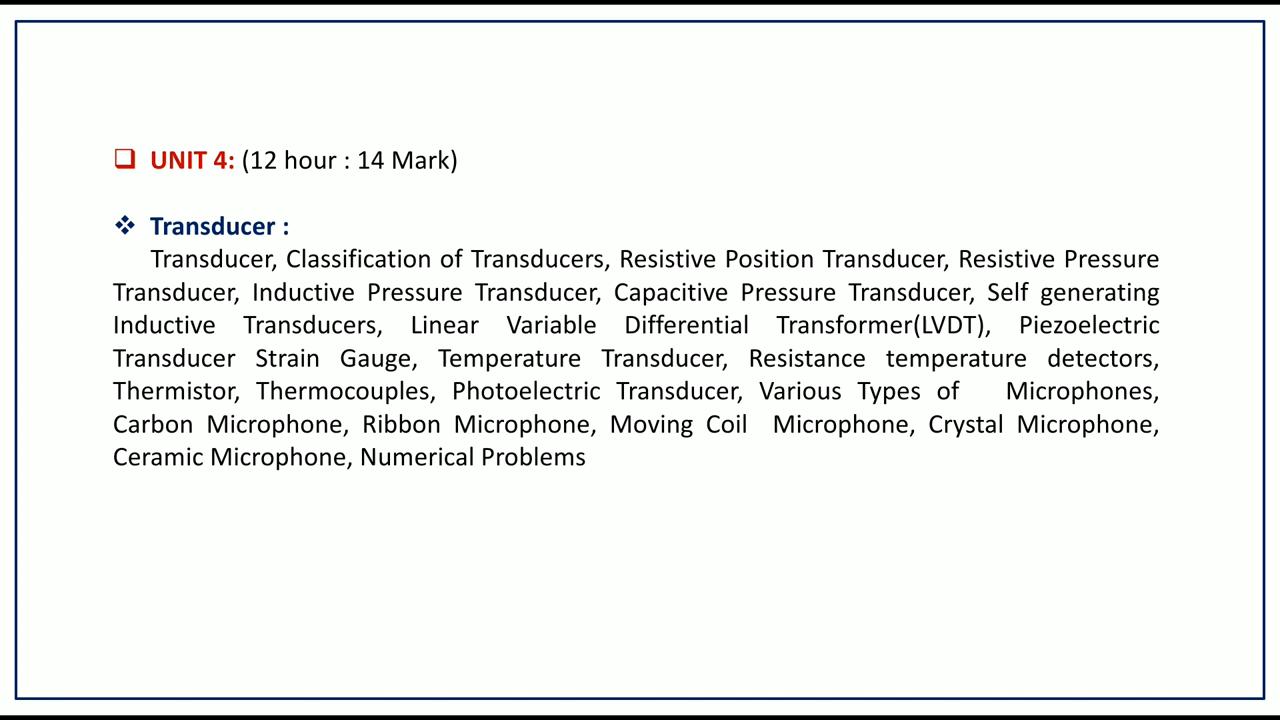 ❑ UNIT 4: (12 hour : 14 Mark)
❖ Transducer :
Transducer, Classification of Transducers, Resistive Position Transducer, Resistive Pressure
Transducer, Inductive Pressure Transducer, Capacitive Pressure Transducer, Self generating
Inductive Transducers, Linear Variable Differential Transformer(LVDT), Piezoelectric
Transducer Strain Gauge, Temperature Transducer, Resistance temperature detectors,
Thermistor, Thermocouples, Photoelectric Transducer, Various Types of Microphones,
Carbon Microphone, Ribbon Microphone, Moving Coil Microphone, Crystal Microphone,
Ceramic Microphone, Numerical Problems